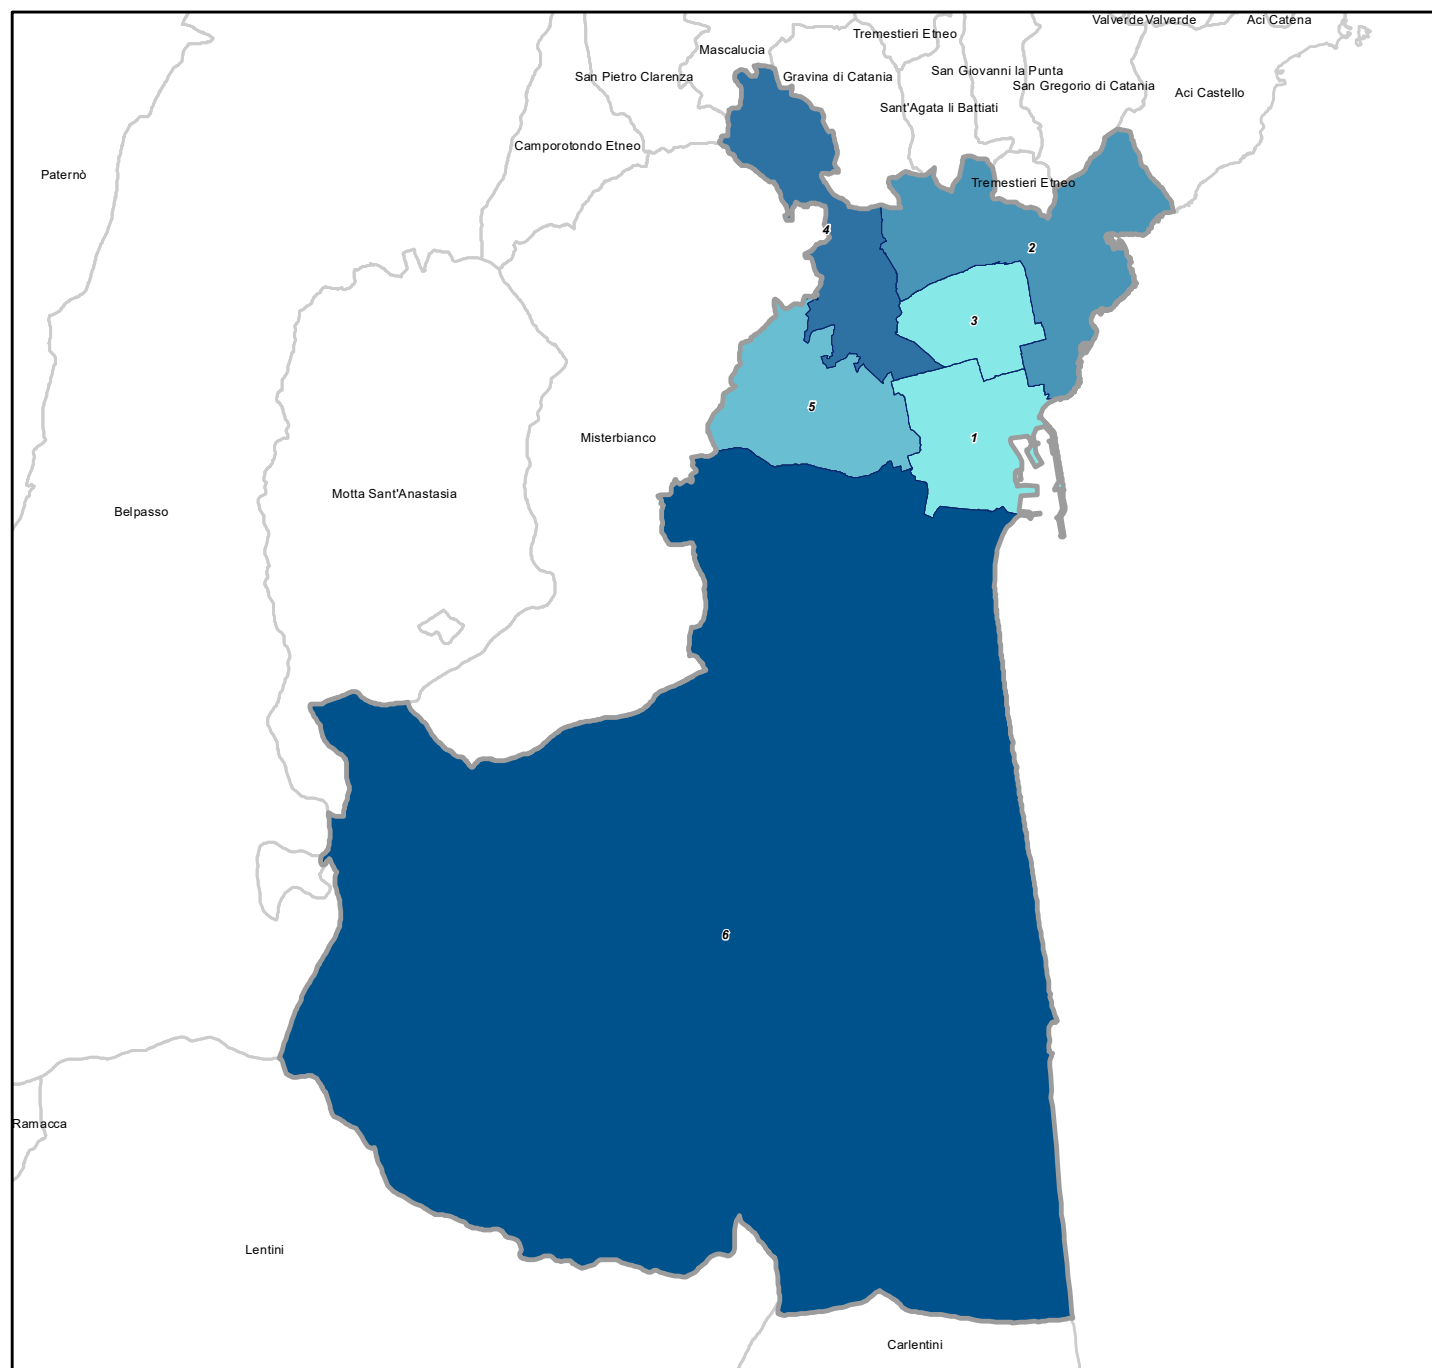 ValverdeValverde
Aci Catena
Tremestieri Etneo
Mascalucia
San Pietro Clarenza
Gravina di Catania
San Giovanni la Punta
San Gregorio di Catania
Aci Castello
Sant'Agata li Battiati
Camporotondo Etneo
Paternò
Tremestieri Etneo
4
2
3
5
Misterbianco
1
Motta Sant'Anastasia
Belpasso
6
Ramacca
Lentini
Carlentini